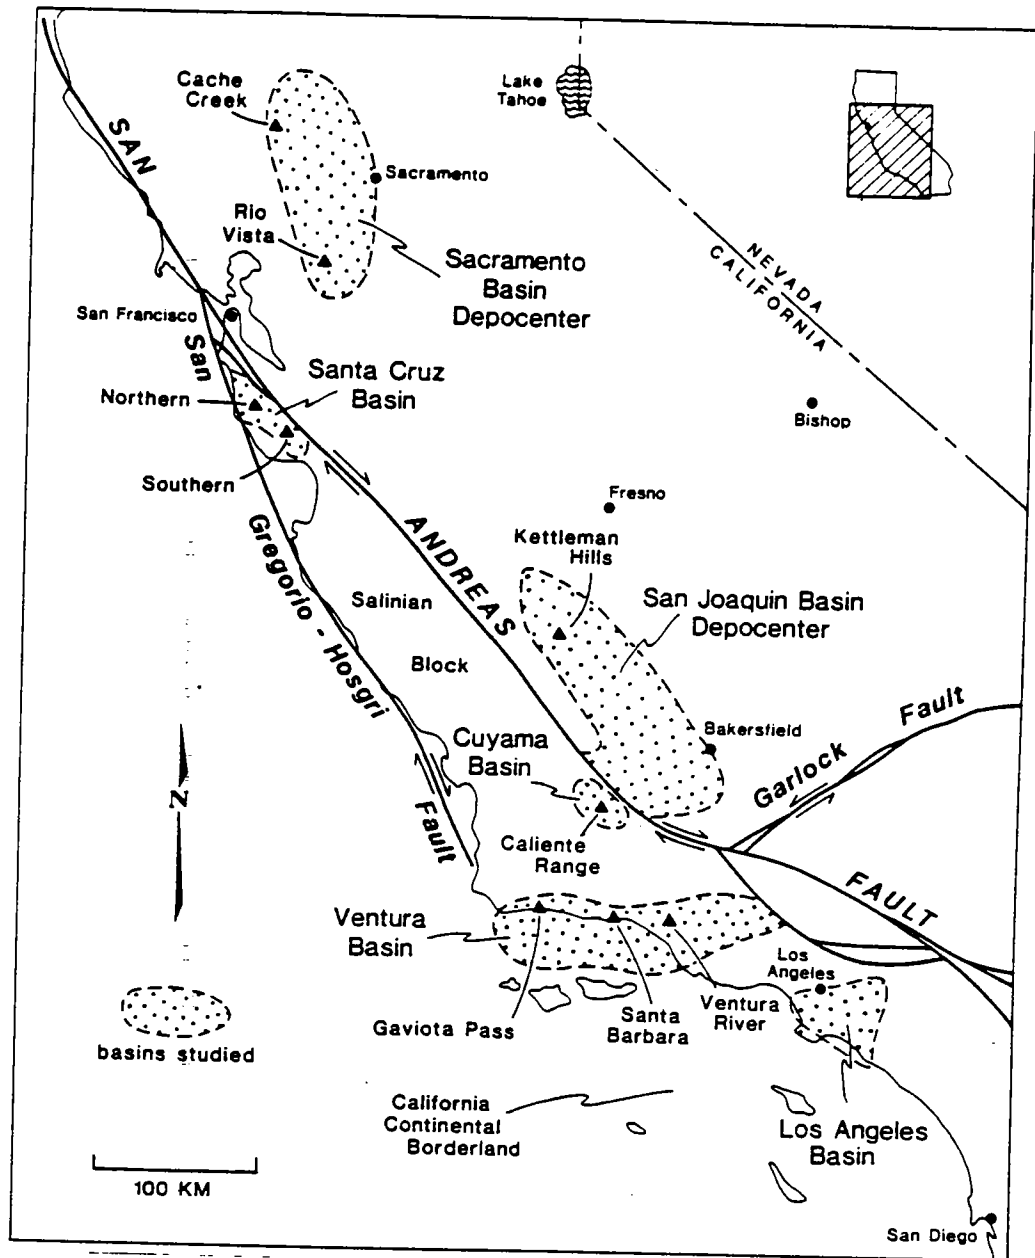 Cache
Creek
Lake
Tahoe
SAN
Sacramento
Rio
Vista
Sacramento
Basin
Depocenter
NEVADA
CALIFORNIA
San Francisco
San
Santa Cruz
Basin
Northern
Bishop
Southern
Fresno
ANDREAS
Kettleman
Hills
Gregorio - Hosgri
Salinian
San Joaquin Basin
Depocenter
Block
Fault
Bakersfield
Cuyama
Basin
Garlock
N
Fault
Caliente
Range
FAULT
Ventura
Basin
Los
Angeles
Gaviota Pass
Santa
Barbara
Ventura
River
basins studied
California
Continental
Borderland
Los Angeles
Basin
100 KM
San Diego